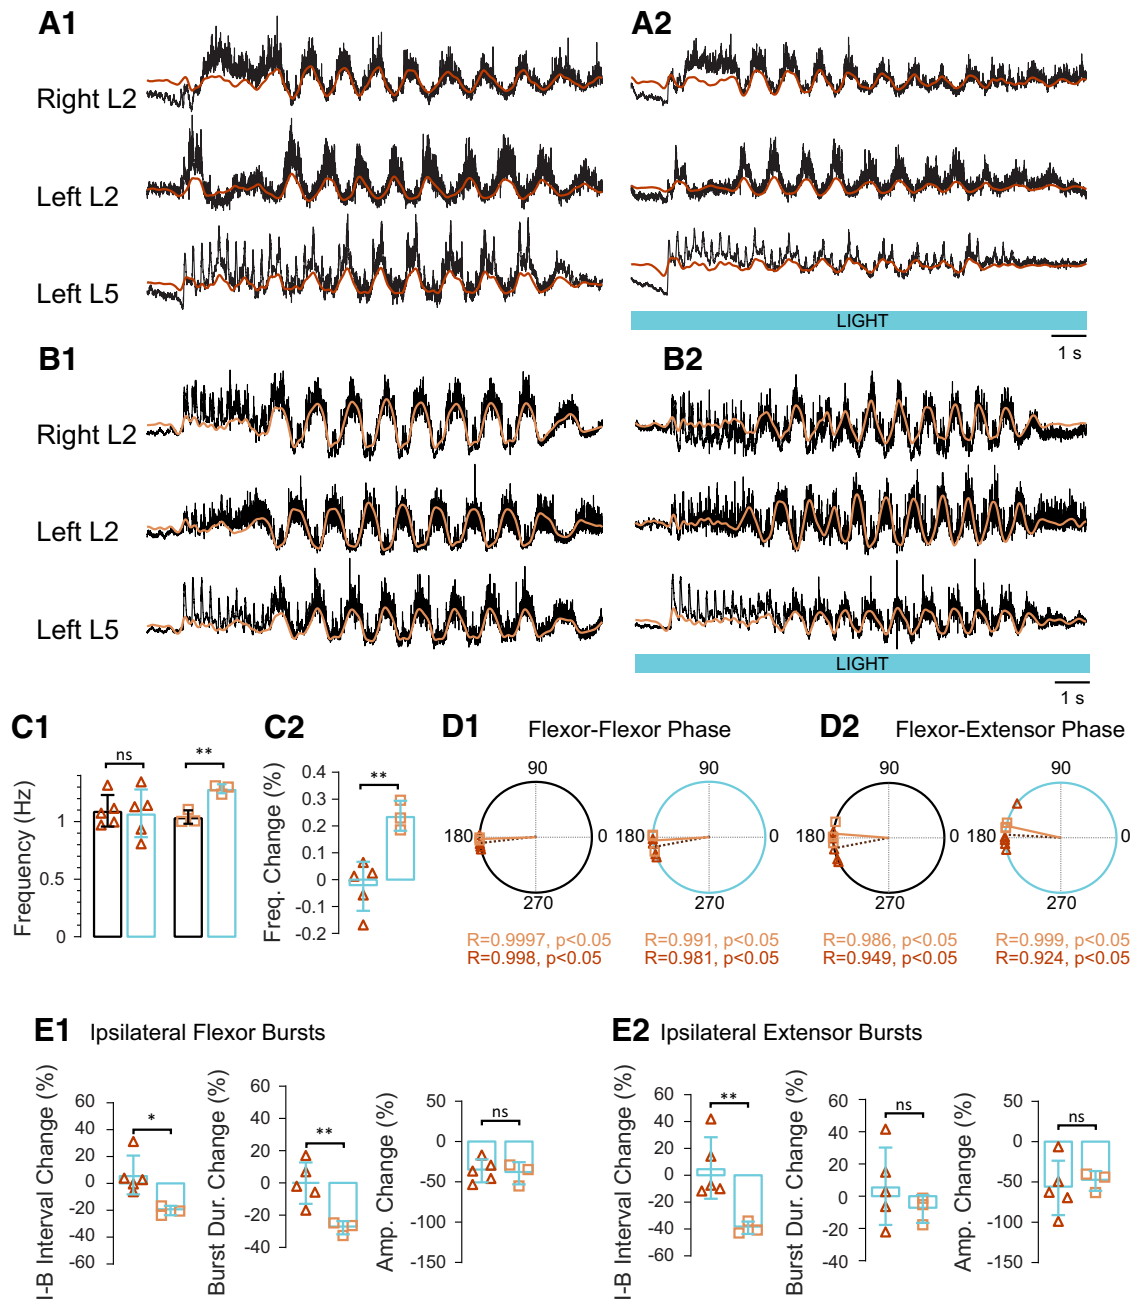 A1
A2
Right L2
Left L2
Left L5
LIGHT
1 s
B1
B2
Right L2
Left L2
Left L5
LIGHT
1 s
C1
C2
D1
Flexor-Flexor Phase
D2
Flexor-Extensor Phase
Frequency (Hz)
1
0.5
0
ns
**
Freq. Change (%)
0.4
0.3
0.2
0.1
0
-0.1
-0.2
**
90
180
0
270
90
180
0
270
90
180
0
270
90
180
0
270
R=0.9997, p<0.05
R=0.998, p<0.05
R=0.991, p<0.05
R=0.981, p<0.05
R=0.986, p<0.05
R=0.949, p<0.05
R=0.999, p<0.05
R=0.924, p<0.05
E1 Ipsilateral Flexor Bursts
I-B Interval Change (%)
60
40
20
0
-20
-40
-60
*
Burst Dur. Change (%)
60
40
20
0
-20
-40
**
Amp. Change (%)
50
0
-50
-100
-150
ns
E2 Ipsilateral Extensor Bursts
I-B Interval Change (%)
60
40
20
0
-20
-40
-60
**
Burst Dur. Change (%)
60
40
20
0
-20
-40
ns
Amp. Change (%)
50
0
-50
-100
-150
ns